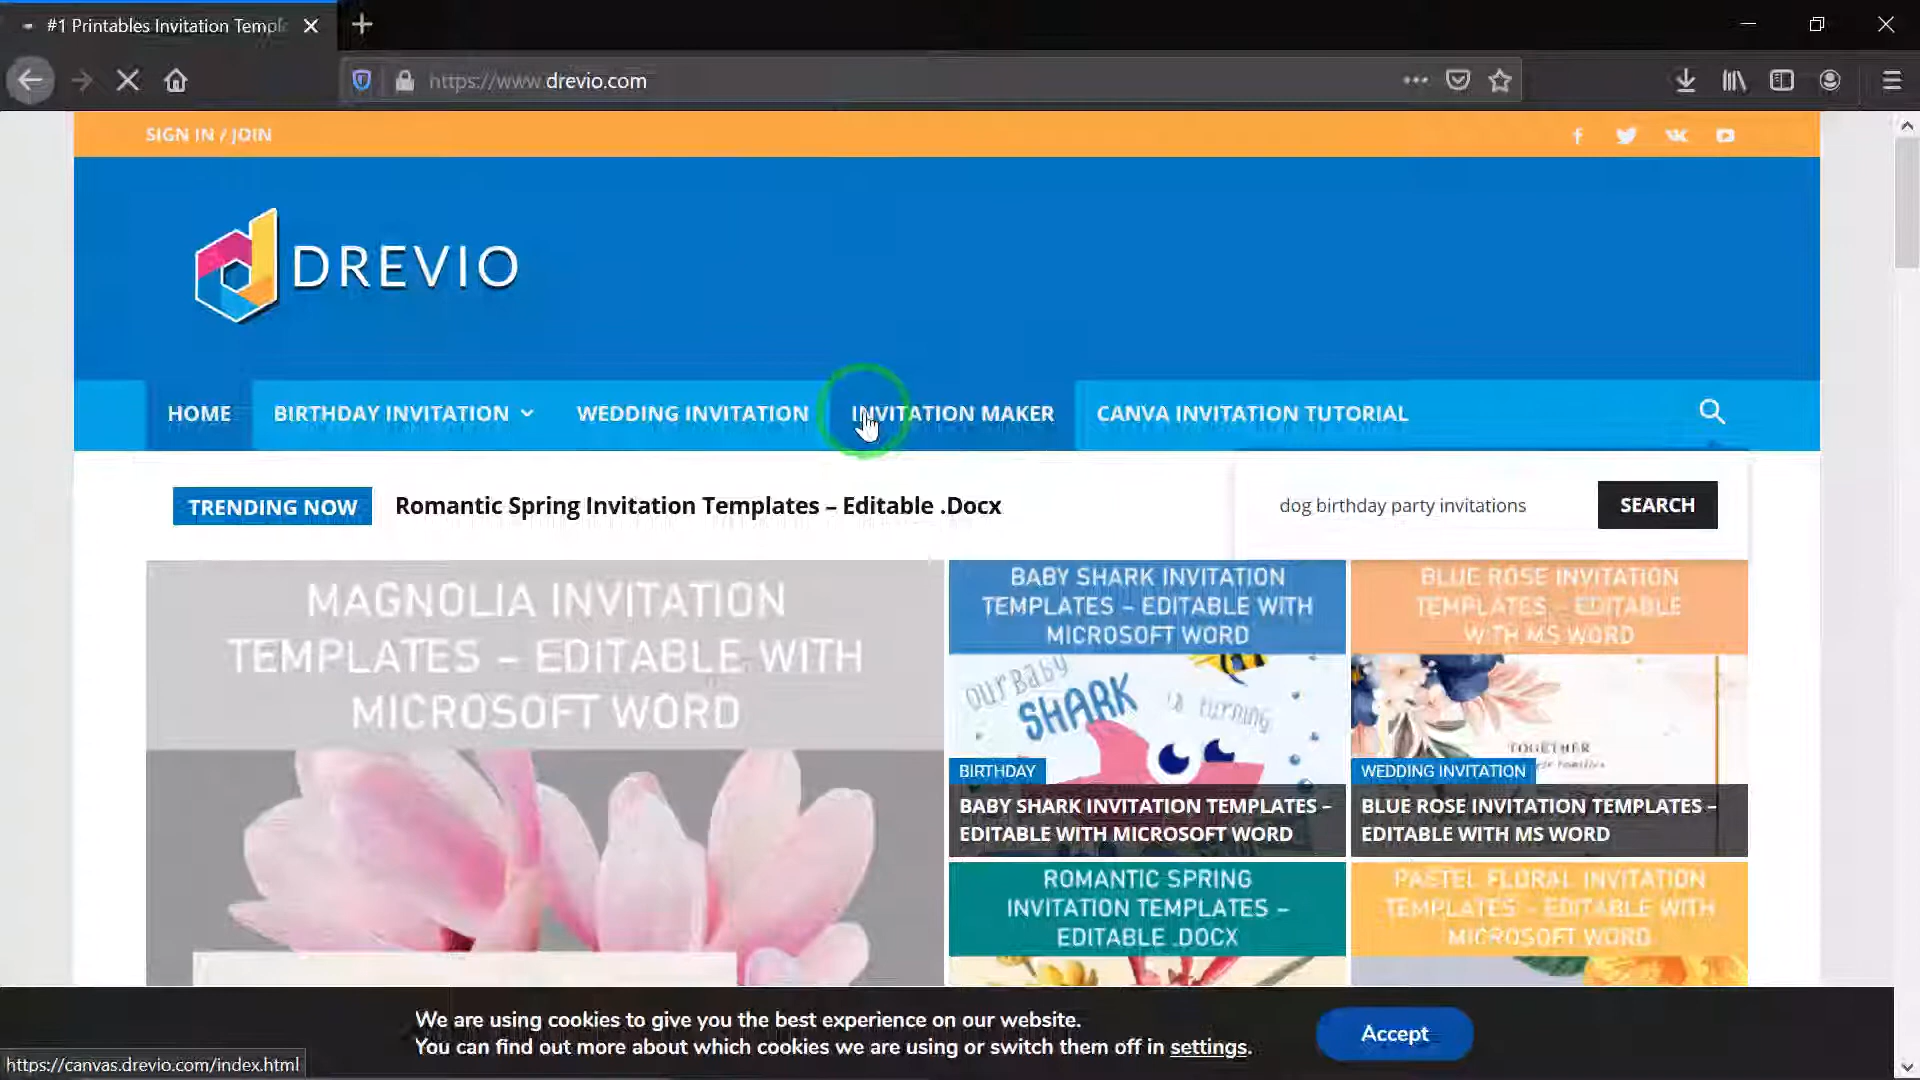 #1 Printables Invitation Templ
https://www.drevio.com
SIGN IN / JOIN
DREVIO
HOME
BIRTHDAY INVITATION
WEDDING INVITATION
INVITATION MAKER
CANVA INVITATION TUTORIAL
TRENDING NOW
Romantic Spring Invitation Templates – Editable .Docx
dog birthday party invitations
SEARCH
MAGNOLIA INVITATION
TEMPLATES – EDITABLE WITH
MICROSOFT WORD
BABY SHARK INVITATION
TEMPLATES – EDITABLE WITH
MICROSOFT WORD
our Baby
SHARK
is turning
BIRTHDAY
BABY SHARK INVITATION TEMPLATES –
EDITABLE WITH MICROSOFT WORD
BLUE ROSE INVITATION
TEMPLATES – EDITABLE
WITH MS WORD
TOGETHER
families
WEDDING INVITATION
BLUE ROSE INVITATION TEMPLATES –
EDITABLE WITH MS WORD
ROMANTIC SPRING
INVITATION TEMPLATES –
EDITABLE .DOCX
PASTEL FLORAL INVITATION
TEMPLATES – EDITABLE WITH
MICROSOFT WORD
We are using cookies to give you the best experience on our website.
You can find out more about which cookies we are using or switch them off in settings.
Accept
https://canvas.drevio.com/index.html